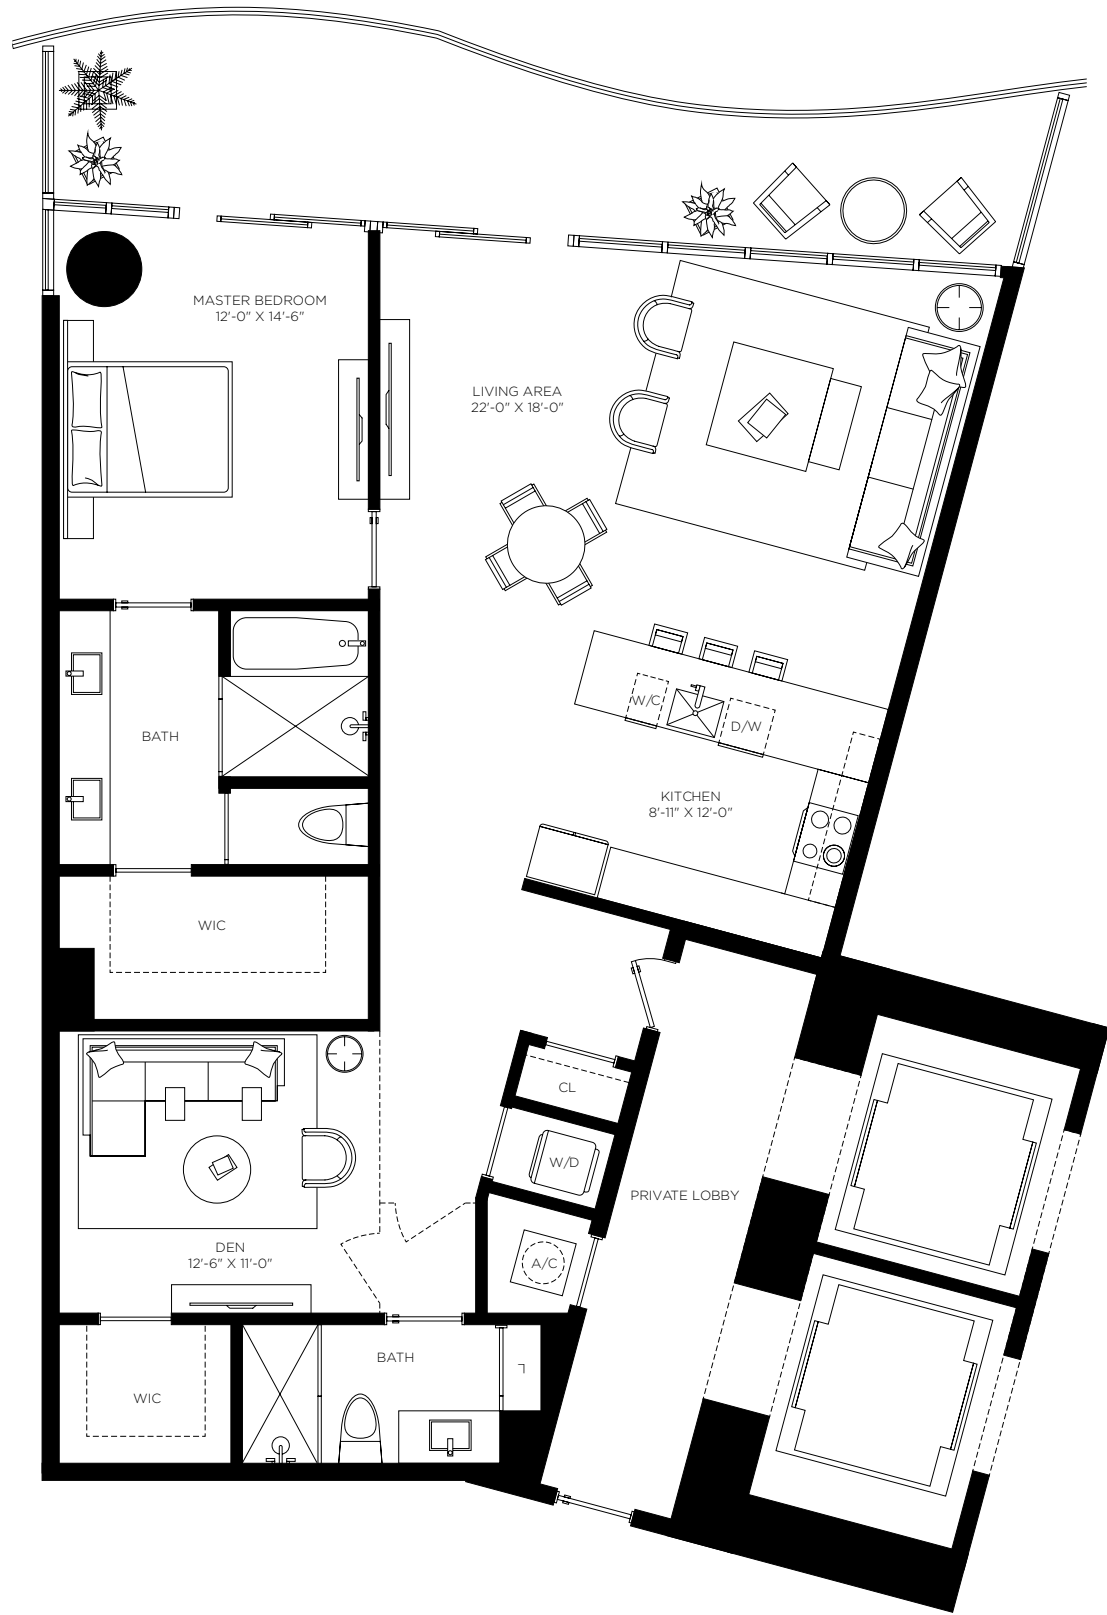 MASTER BEDROOM
12'-0" X 14'-6"
LIVING AREA
22'-0" X 18'-0"
W/C
D/W
BATH
KITCHEN
8'-11" X 12'-0"
WIC
CL
W/D
PRIVATE LOBBY
DEN
12'-6" X 11'-0"
A/C
BATH
L
WIC